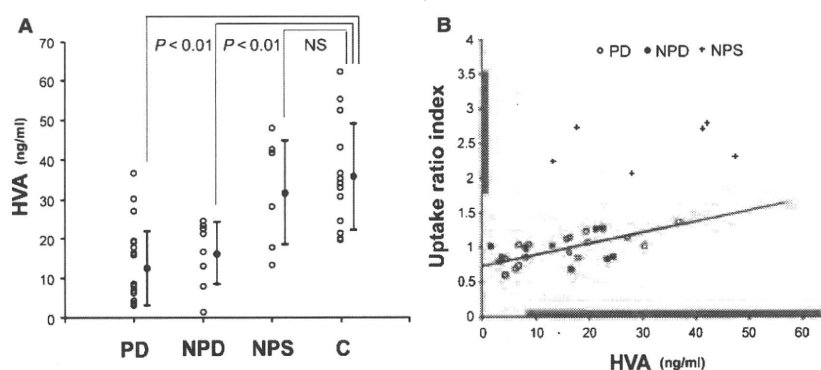 A
P < 0.01
P < 0.01
NS
HVA (ng/ml)
70
60
50
40
30
20
10
0
PD
NPD
NPS
C
B
PD
NPD
NPS
Uptake ratio index
4
3.5
3
2.5
2
1.5
1
0.5
0
0
10
20
30
40
50
60
HVA (ng/ml)